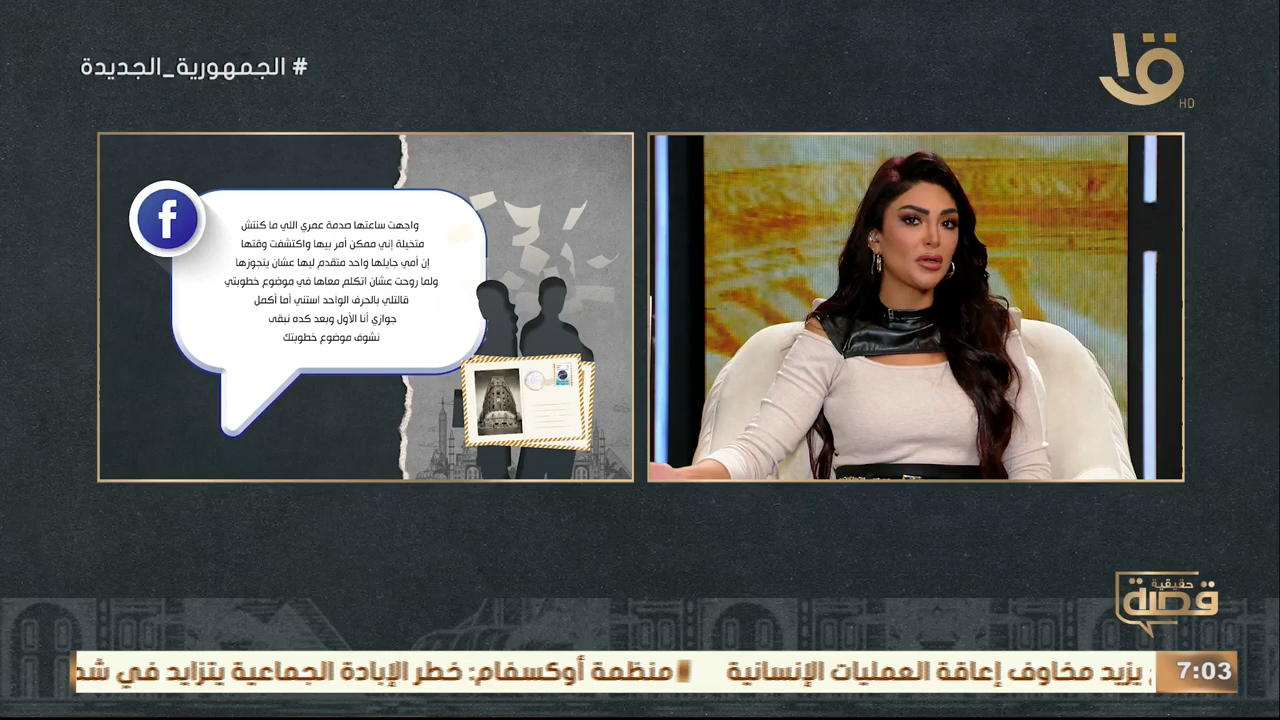 # الجمهورية_الجديدة
HD
f
واجهت ساعتها صدمة عمري اللي ما كنتش
متخيلة إني ممكن أمر بيها واكتشفت وقتها
إن أمي جايلها واحد متقدم ليها عشان يتجوزها
ولما روحت عشان اتكلم معاها في موضوع خطوبتي
قالتلي بالحرف الواحد استني أما أكمل
جوازي أنا الأول وبعد كده نبقى
نشوف موضوع خطوبتك
قصة حقيقية
7:03 يزيد مخاوف إعاقة العمليات الإنسانية منظمة أوكسفام: خطر الإبادة الجماعية يتزايد في